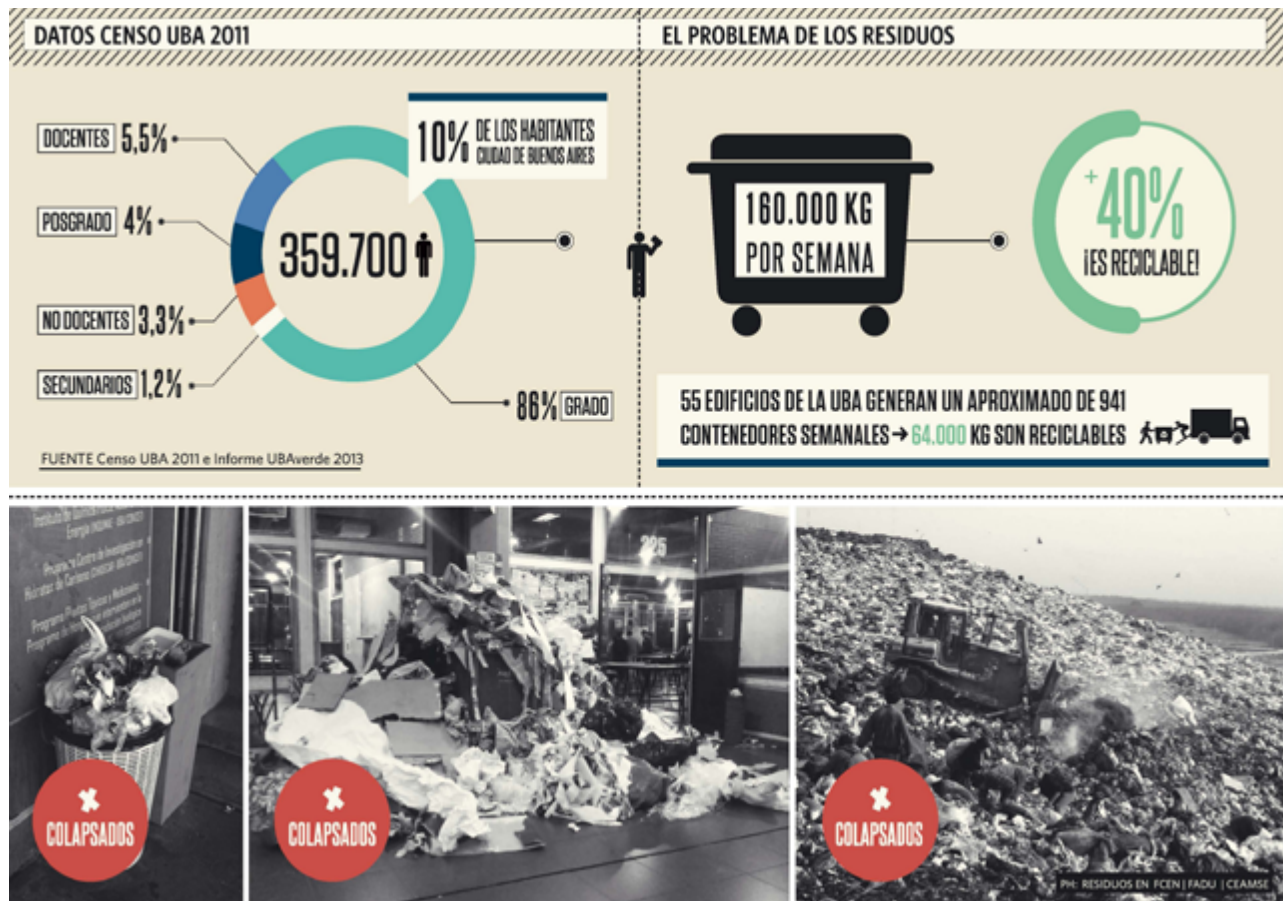 DATOS CENSO UBA 2011
DOCENTES 5,5%
POSGRADO 4%
NO DOCENTES 3,3%
SECUNDARIOS 1,2%
359.700
10% DE LOS HABITANTES
CIUDAD DE BUENOS AIRES
86% GRADO
FUENTE Censo UBA 2011 e Informe UBAverde 2013
EL PROBLEMA DE LOS RESIDUOS
160.000 KG
POR SEMANA
+40%
¡ES RECICLABLE!
55 EDIFICIOS DE LA UBA GENERAN UN APROXIMADO DE 941
CONTENEDORES SEMANALES → 64.000 KG SON RECICLABLES
COLAPSADOS
225
COLAPSADOS
COLAPSADOS
PH: RESIDUOS EN FCEN | FADU | CEAMSE